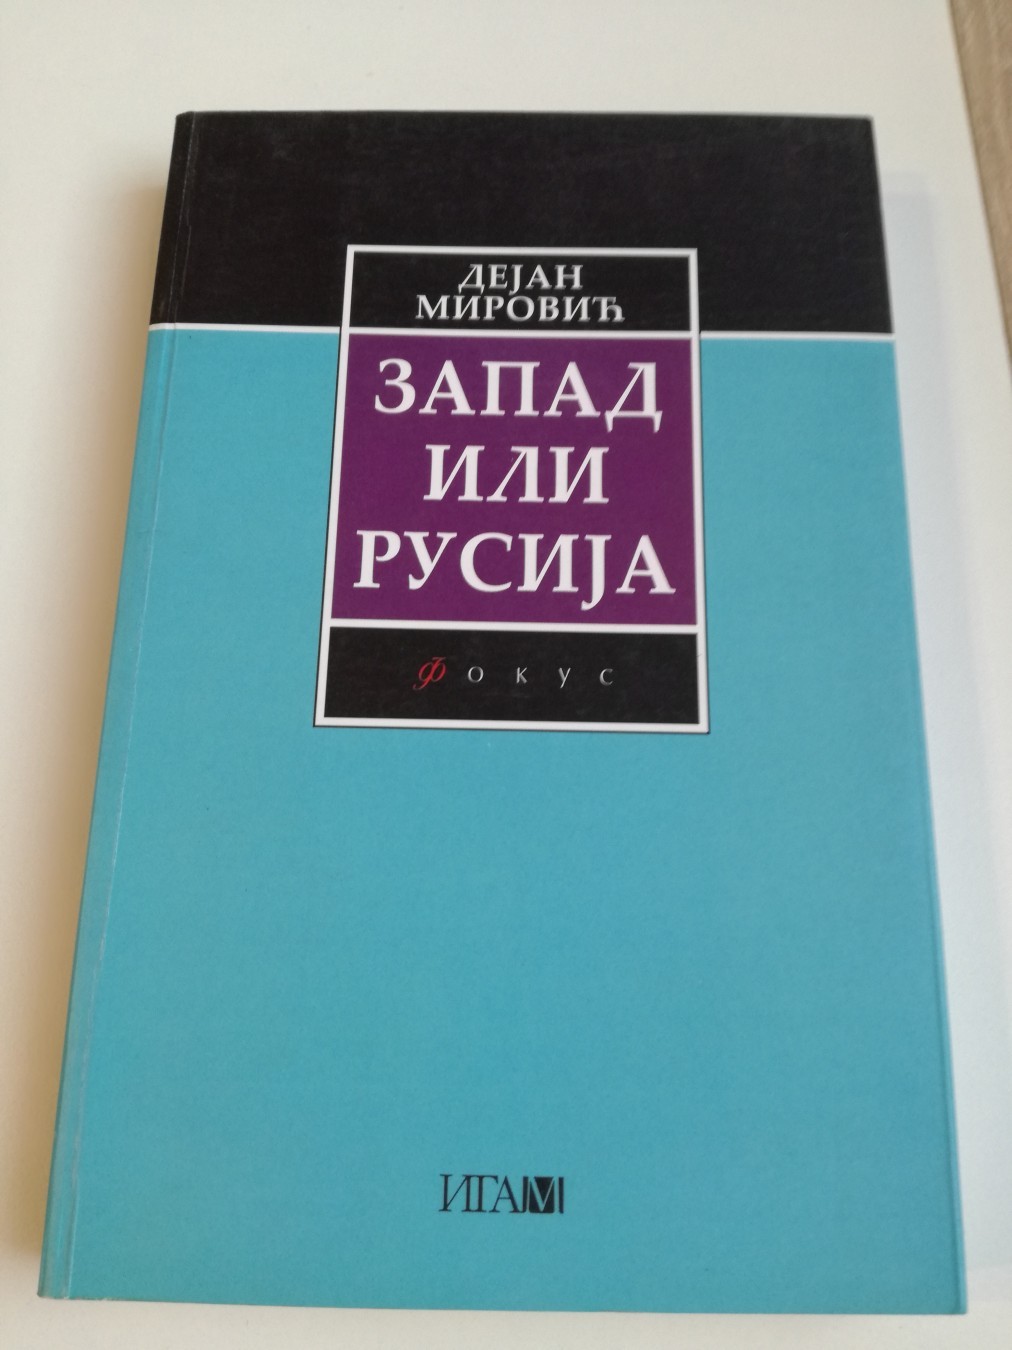 ДЕЈАН
МИРОВИЋ
ЗАПАД
ИЛИ
РУСИЈА
фокус
ИГАМ